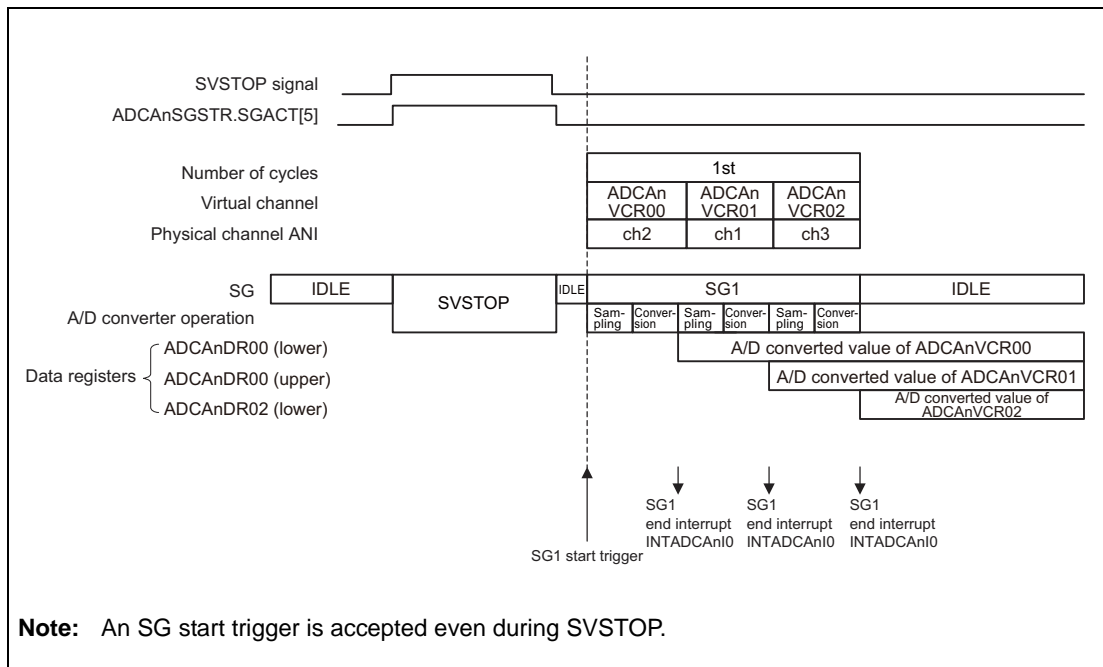 SVSTOP signal
ADCAnSGSTR.SGACT[5]
Number of cycles
1st
Virtual channel
ADCAn
VCR00
ADCAn
VCR01
ADCAn
VCR02
Physical channel ANI
ch2
ch1
ch3
SG
IDLE
SVSTOP
IDLE
SG1
IDLE
A/D converter operation
Sam-
pling
Conver-
sion
Sam-
pling
Conver-
sion
Sam-
pling
Conver-
sion
Data registers
ADCAnDR00 (lower)
A/D converted value of ADCAnVCR00
ADCAnDR00 (upper)
A/D converted value of ADCAnVCR01
ADCAnDR02 (lower)
A/D converted value of
ADCAnVCR02
SG1 start trigger
SG1
end interrupt
INTADCAnI0
SG1
end interrupt
INTADCAnI0
SG1
end interrupt
INTADCAnI0
Note: An SG start trigger is accepted even during SVSTOP.